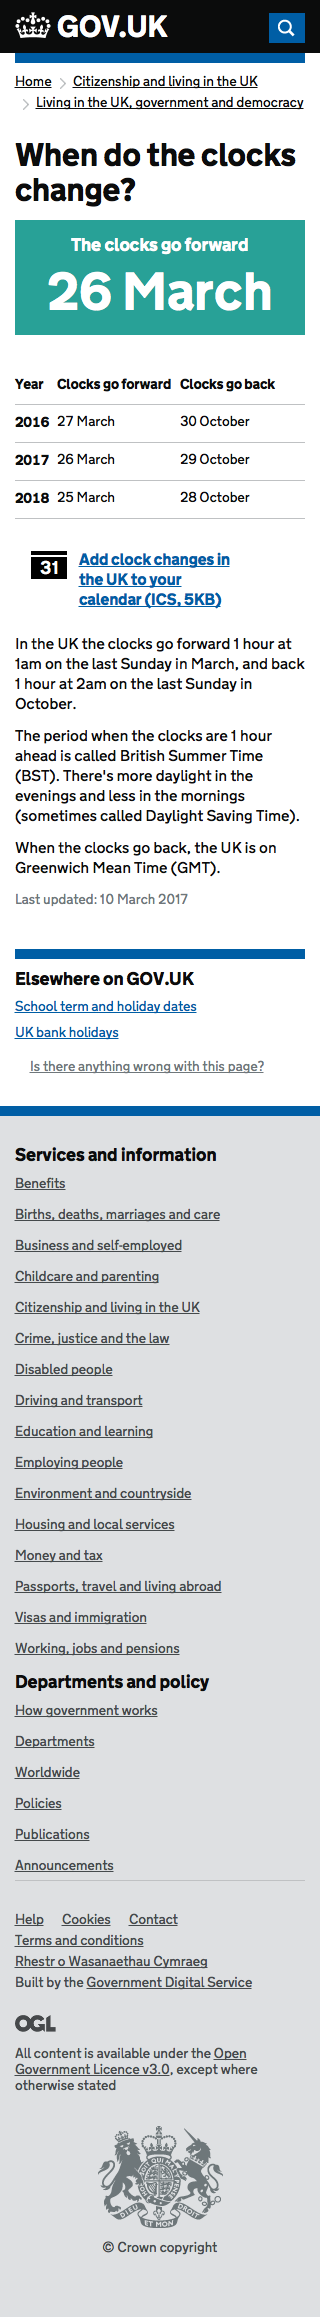 GOV.UK
Home
Citizenship and living in the UK
Living in the UK, government and democracy
When do the clocks
change?
The clocks go forward
26 March
Year Clocks go forward Clocks go back
2016 27 March 30 October
2017 26 March 29 October
2018 25 March 28 October
31
Add clock changes in
the UK to your
calendar (ICS, 5KB)
In the UK the clocks go forward 1 hour at
1am on the last Sunday in March, and back
1 hour at 2am on the last Sunday in
October.
The period when the clocks are 1 hour
ahead is called British Summer Time
(BST). There's more daylight in the
evenings and less in the mornings
(sometimes called Daylight Saving Time).
When the clocks go back, the UK is on
Greenwich Mean Time (GMT).
Last updated: 10 March 2017
Elsewhere on GOV.UK
School term and holiday dates
UK bank holidays
Is there anything wrong with this page?
Services and information
Benefits
Births, deaths, marriages and care
Business and self-employed
Childcare and parenting
Citizenship and living in the UK
Crime, justice and the law
Disabled people
Driving and transport
Education and learning
Employing people
Environment and countryside
Housing and local services
Money and tax
Passports, travel and living abroad
Visas and immigration
Working, jobs and pensions
Departments and policy
How government works
Departments
Worldwide
Policies
Publications
Announcements
Help Cookies Contact
Terms and conditions
Rhestr o Wasanaethau Cymraeg
Built by the Government Digital Service
OGL
All content is available under the Open
Government Licence v3.0, except where
otherwise stated
DIEU ET MON DROIT
© Crown copyright